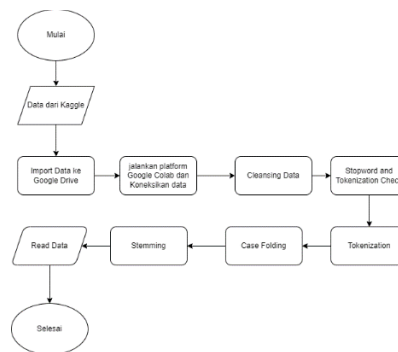 Mulai
Data dari Kaggle
Import Data ke
Google Drive
jalankan platform
Google Colab dan
Koneksikan data
Cleansing Data
Stopword and
Tokenization Check
Tokenization
Case Folding
Stemming
Read Data
Selesai